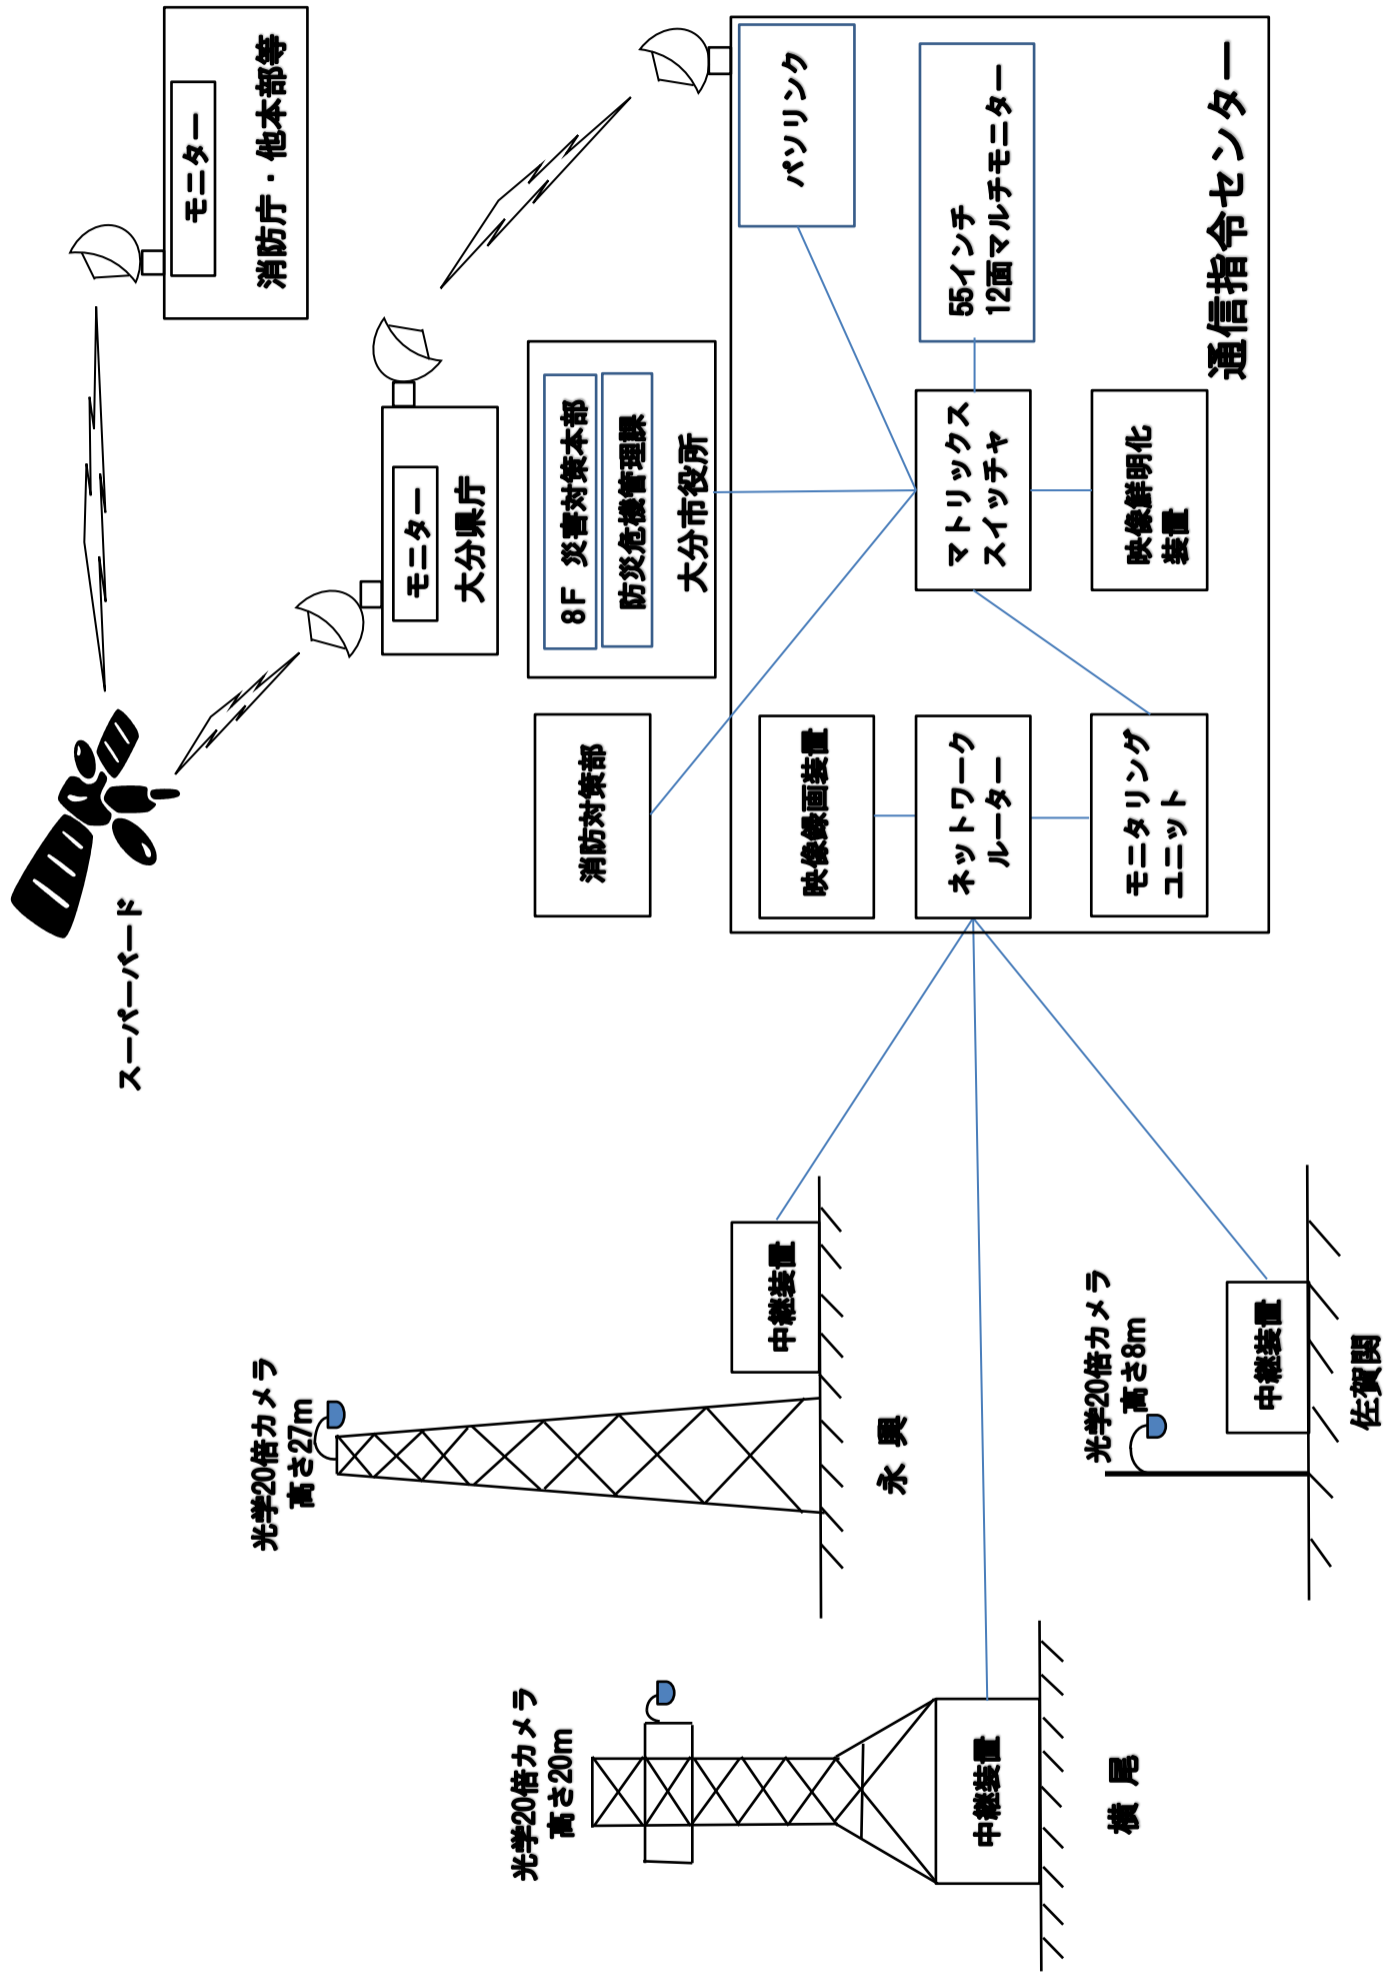 スーパーバード
モニター
消防庁・他本部等
モニター
大分県庁
8F 災害対策本部
防災危機管理課
大分市役所
消防対策部
パソリンク
55インチ
12面マルチモニター
マトリックス
スイッチャ
映像鮮明化
装置
映像録画装置
ネットワーク
ルーター
モニタリング
ユニット
通信指令センター
光学20倍カメラ
高さ27m
中継装置
永興
光学20倍カメラ
高さ20m
中継装置
横尾
光学20倍カメラ
高さ8m
中継装置
佐賀関